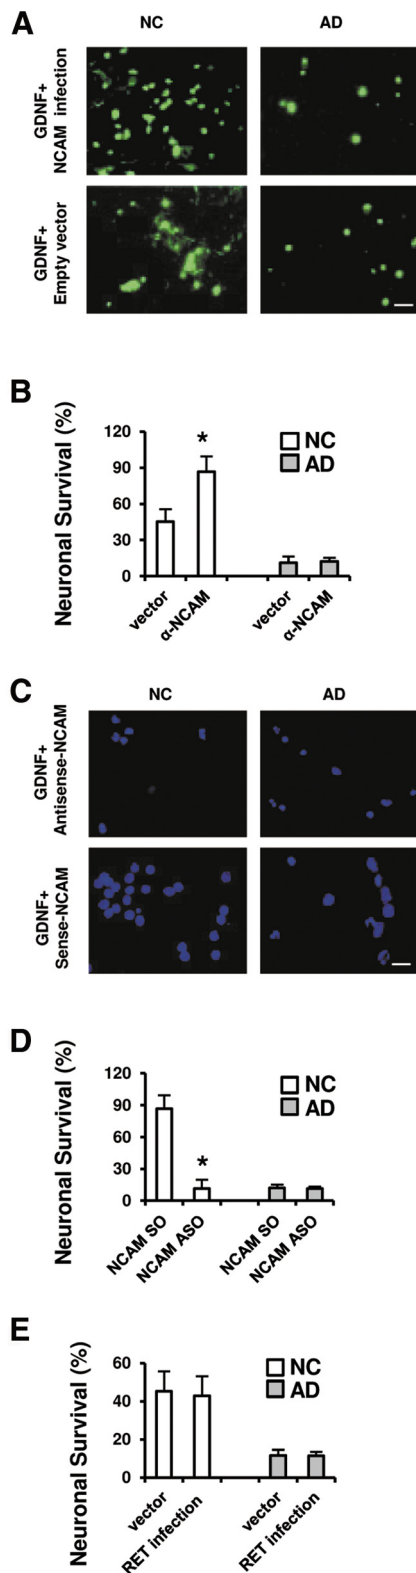 A
NC AD
GDNF+
NCAM infection
GDNF+
Empty vector
B
Neuronal Survival (%)
120
90
60
30
0
*
NC
AD
vector
α-NCAM
vector
α-NCAM
C
NC AD
GDNF+
Antisense-NCAM
GDNF+
Sense-NCAM
D
Neuronal Survival (%)
120
90
60
30
0
*
NC
AD
NCAM SO
NCAM ASO
NCAM SO
NCAM ASO
E
Neuronal Survival (%)
60
40
20
0
NC
AD
vector
RET infection
vector
RET infection